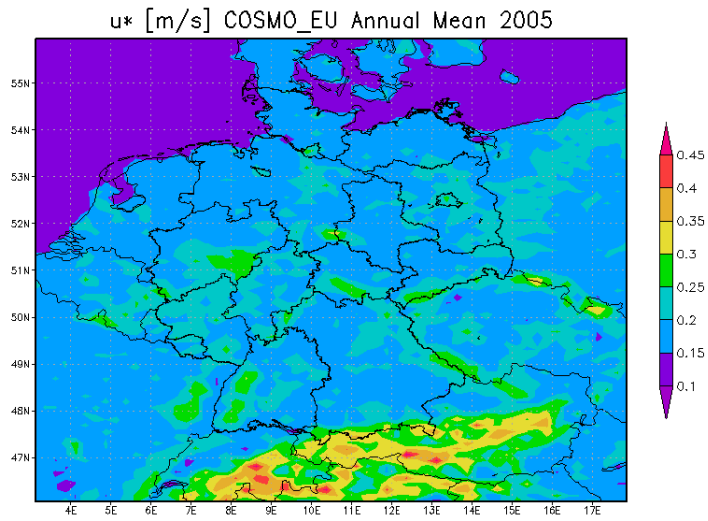 u* [m/s] COSMO_EU Annual Mean 2005
55N
54N
53N
52N
51N
50N
49N
48N
47N
4E 5E 6E 7E 8E 9E 10E 11E 12E 13E 14E 15E 16E 17E
0.45
0.4
0.35
0.3
0.25
0.2
0.15
0.1